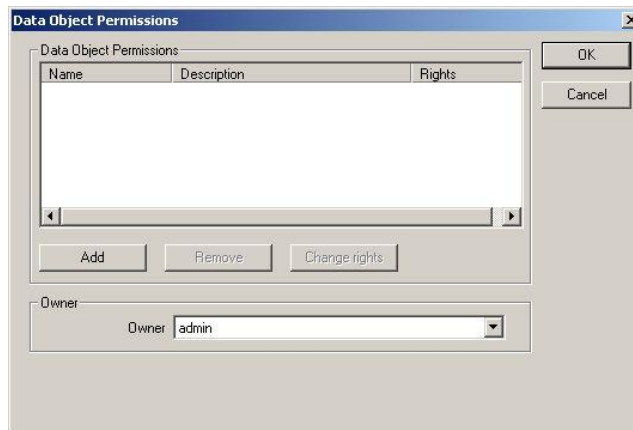 Data Object Permissions
Data Object Permissions
OK
Name Description Rights
Cancel
Add Remove Change rights
Owner
Owner admin